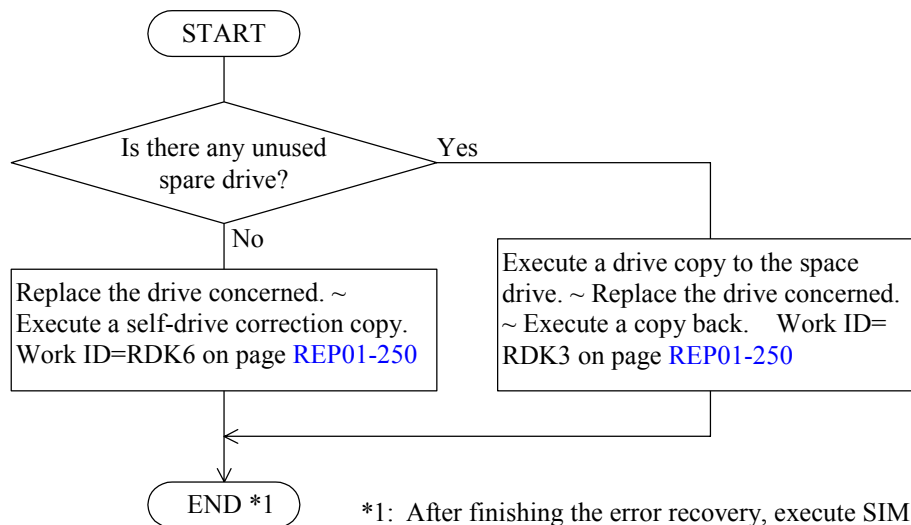 START
Is there any unused
spare drive?
Yes
No
Replace the drive concerned. ~
Execute a self-drive correction copy.
Work ID=RDK6 on page REP01-250
Execute a drive copy to the space
drive. ~ Replace the drive concerned.
~ Execute a copy back. Work ID=
RDK3 on page REP01-250
END *1
*1: After finishing the error recovery, execute SIM